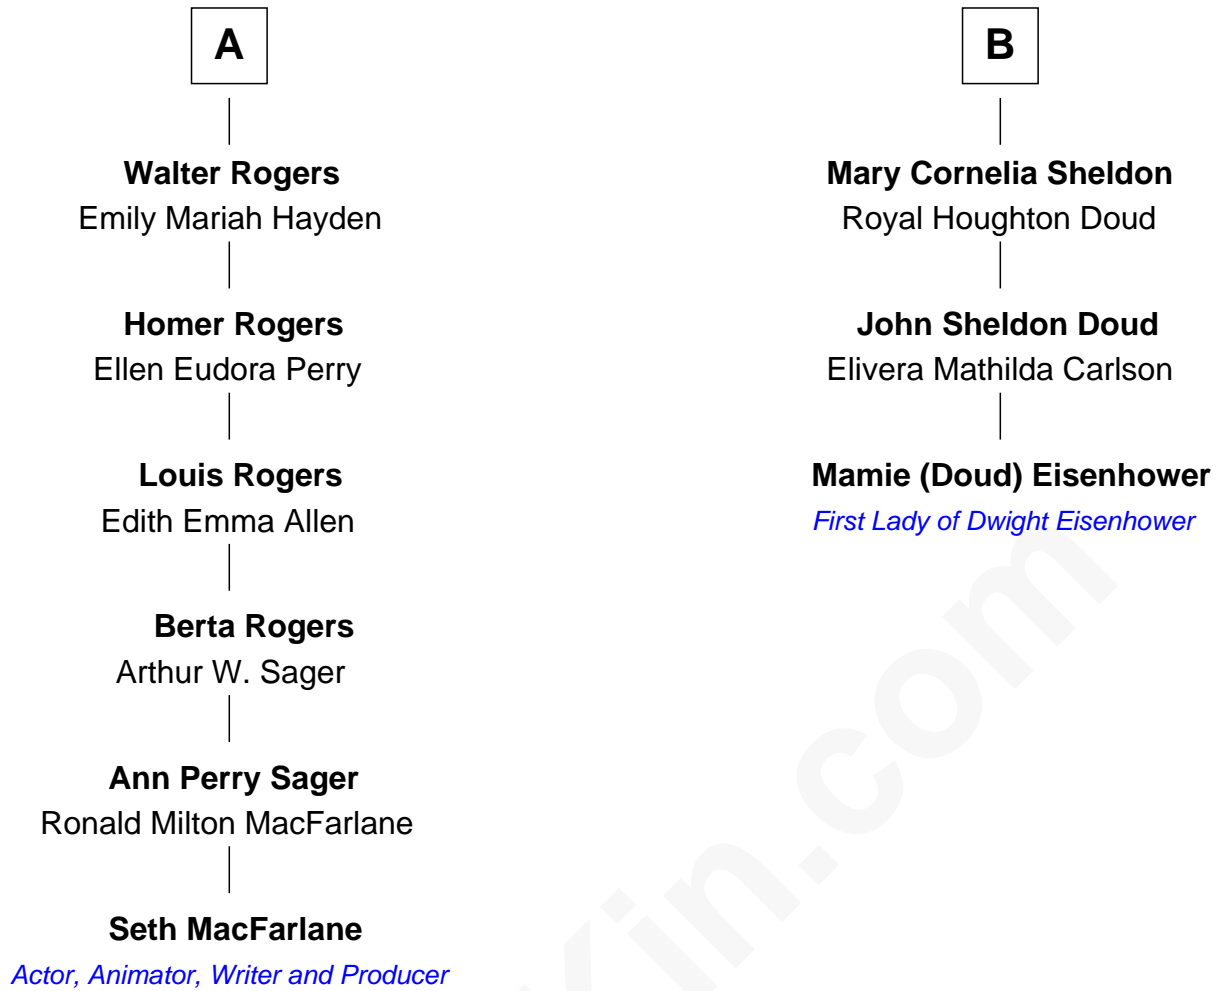 A
Walter Rogers
Emily Mariah Hayden
Homer Rogers
Ellen Eudora Perry
Louis Rogers
Edith Emma Allen
Berta Rogers
Arthur W. Sager
Ann Perry Sager
Ronald Milton MacFarlane
Seth MacFarlane
Actor, Animator, Writer and Producer
B
Mary Cornelia Sheldon
Royal Houghton Doud
John Sheldon Doud
Elivera Mathilda Carlson
Mamie (Doud) Eisenhower
First Lady of Dwight Eisenhower
Kin.com